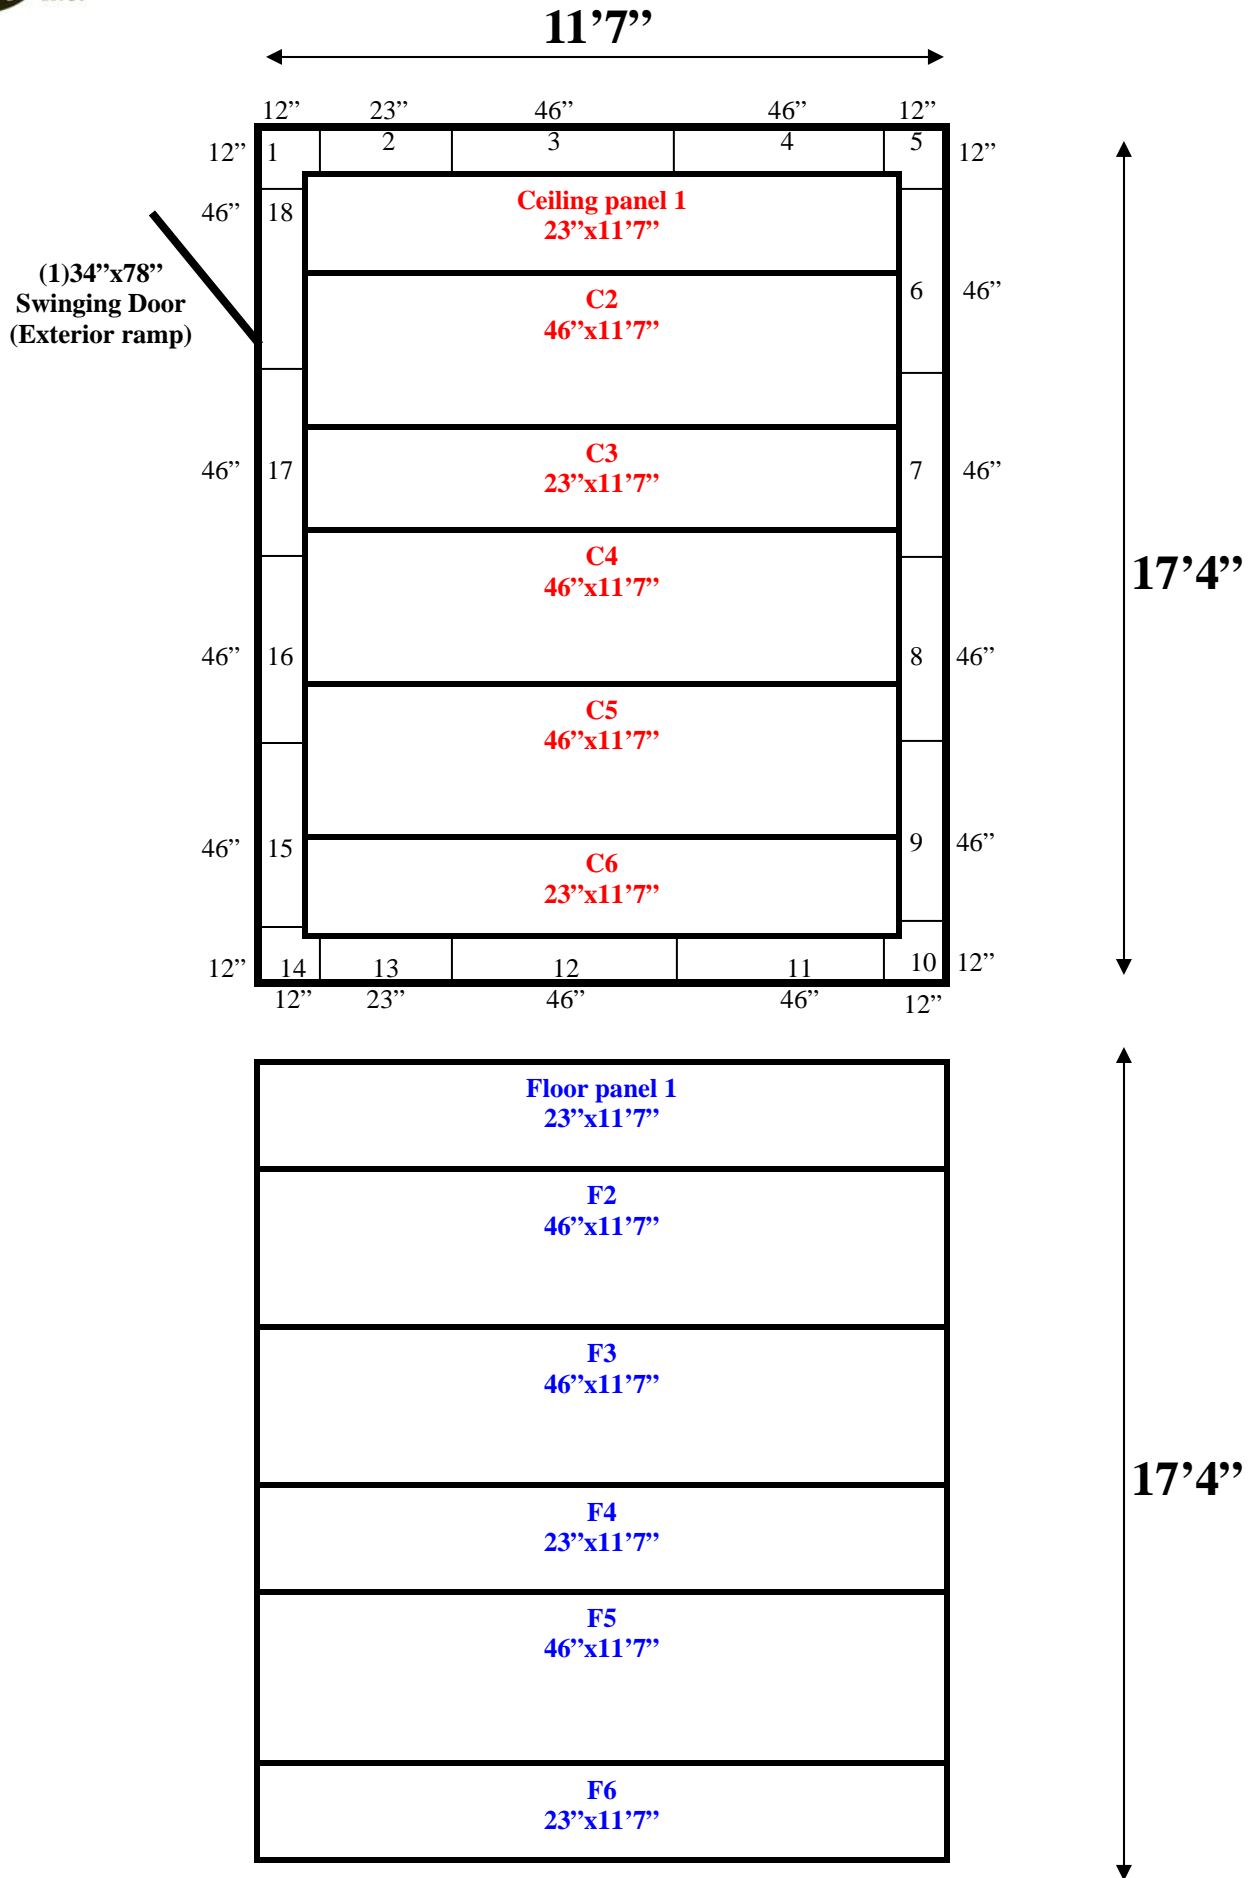 11’7”
12” 23” 46” 46” 12”
12” 1 2 3 4 5 12”
46” 18 Ceiling panel 1
23”x11’7”
(1)34”x78”
Swinging Door
(Exterior ramp)
C2
46”x11’7”
6 46”
46” 17 C3
23”x11’7”
7 46”
C4
46”x11’7”
17’4”
46” 16 8 46”
C5
46”x11’7”
46” 15 9 46”
C6
23”x11’7”
12” 14 13 12 11 10 12”
12” 23” 46” 46” 12”
Floor panel 1
23”x11’7”
F2
46”x11’7”
F3
46”x11’7”
17’4”
F4
23”x11’7”
F5
46”x11’7”
F6
23”x11’7”